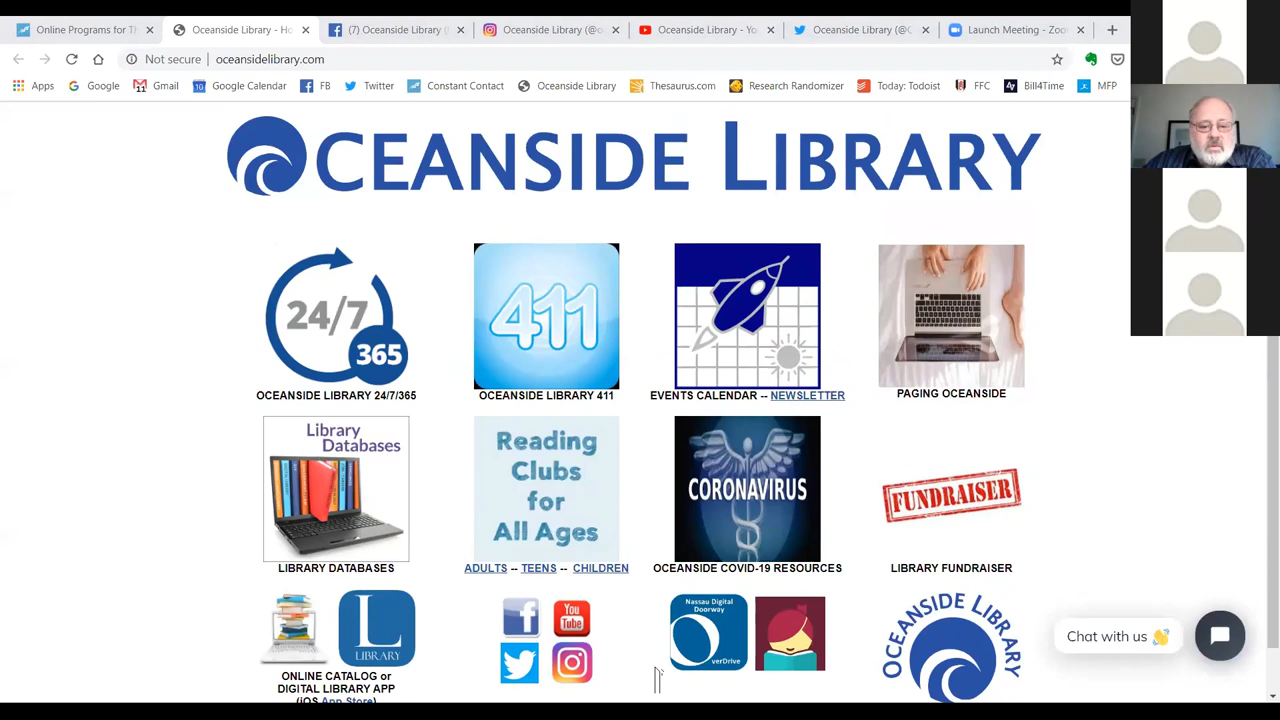 Online Programs for T
Oceanside Library - Ho
(7) Oceanside Library
Oceanside Library (@o
Oceanside Library - Yo
Oceanside Library (@C
Launch Meeting - Zoo
Not secure
oceansidelibrary.com
Apps
Google
Gmail
Google Calendar
FB
Twitter
Constant Contact
Oceanside Library
Thesaurus.com
Research Randomizer
Today: Todoist
FFC
Bill4Time
MFP
OCEANSIDE LIBRARY
24/7
365
411
OCEANSIDE LIBRARY 24/7/365
OCEANSIDE LIBRARY 411
EVENTS CALENDAR -- NEWSLETTER
PAGING OCEANSIDE
Library
Databases
Reading
Clubs
for
All Ages
CORONAVIRUS
FUNDRAISER
LIBRARY DATABASES
ADULTS -- TEENS -- CHILDREN
OCEANSIDE COVID-19 RESOURCES
LIBRARY FUNDRAISER
L
LIBRARY
f
You
Tube
Nassau Digital
Doorway
OverDrive
OCEANSIDE LIBRARY
Chat with us 👋
ONLINE CATALOG or
DIGITAL LIBRARY APP
(iOS App Store)